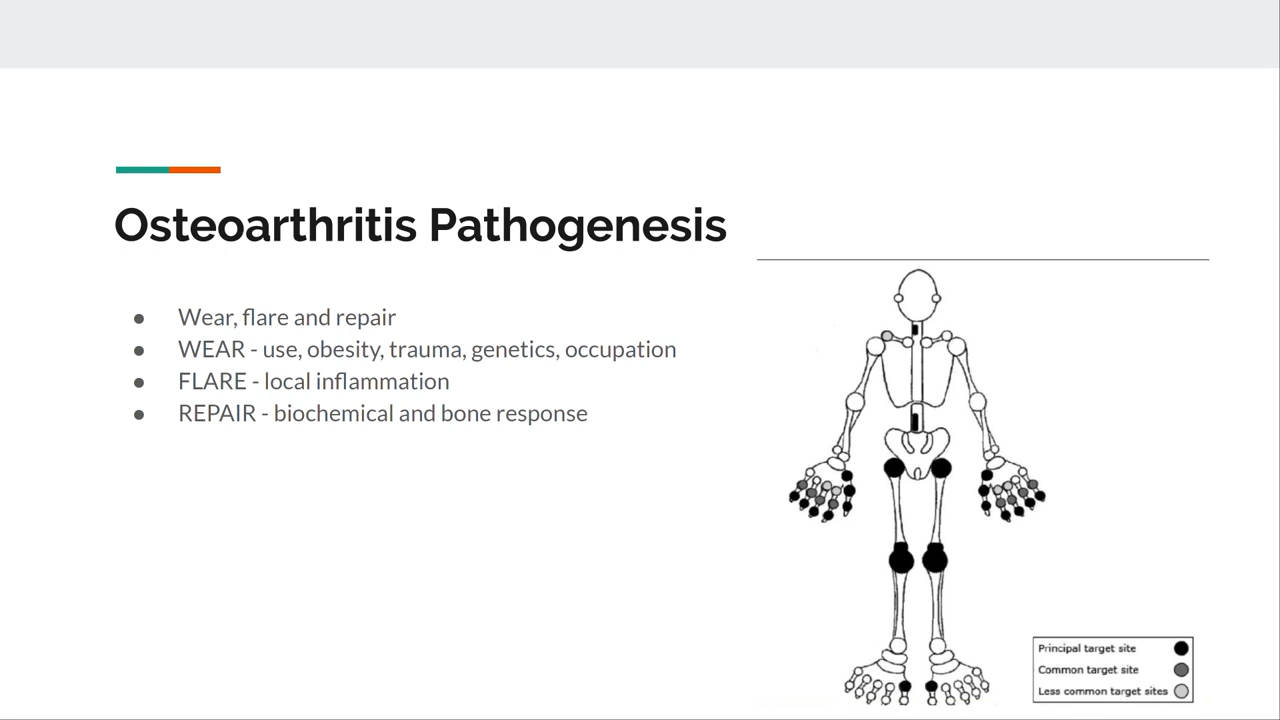 Osteoarthritis Pathogenesis
● Wear, flare and repair
● WEAR - use, obesity, trauma, genetics, occupation
● FLARE - local inflammation
● REPAIR - biochemical and bone response
Principal target site
Common target site
Less common target sites